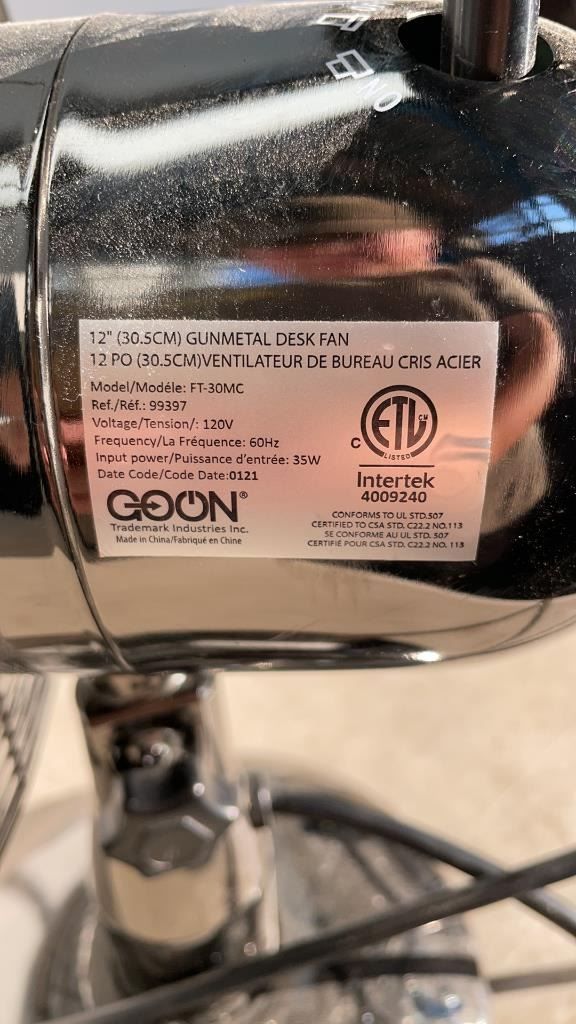 NO
12" (30.5CM) GUNMETAL DESK FAN
12 PO (30.5CM)VENTILATEUR DE BUREAU CRIS ACIER
Model/Modéle: FT-30MC
Ref./Réf.: 99397
Voltage/Tension/: 120V
Frequency/La Fréquence: 60Hz
Input power/Puissance d'entrée: 35W
Date Code/Code Date:0121
GOON®
Trademark Industries Inc.
Made in China/Fabriqué en Chine
C ETL CM
LISTED
Intertek
4009240
CONFORMS TO UL STD.507
CERTIFIED TO CSA STD. C22.2 NO.113
SE CONFORME AU UL STD. 507
CERTIFIÉ POUR CSA STD. C22.2 NO. 113